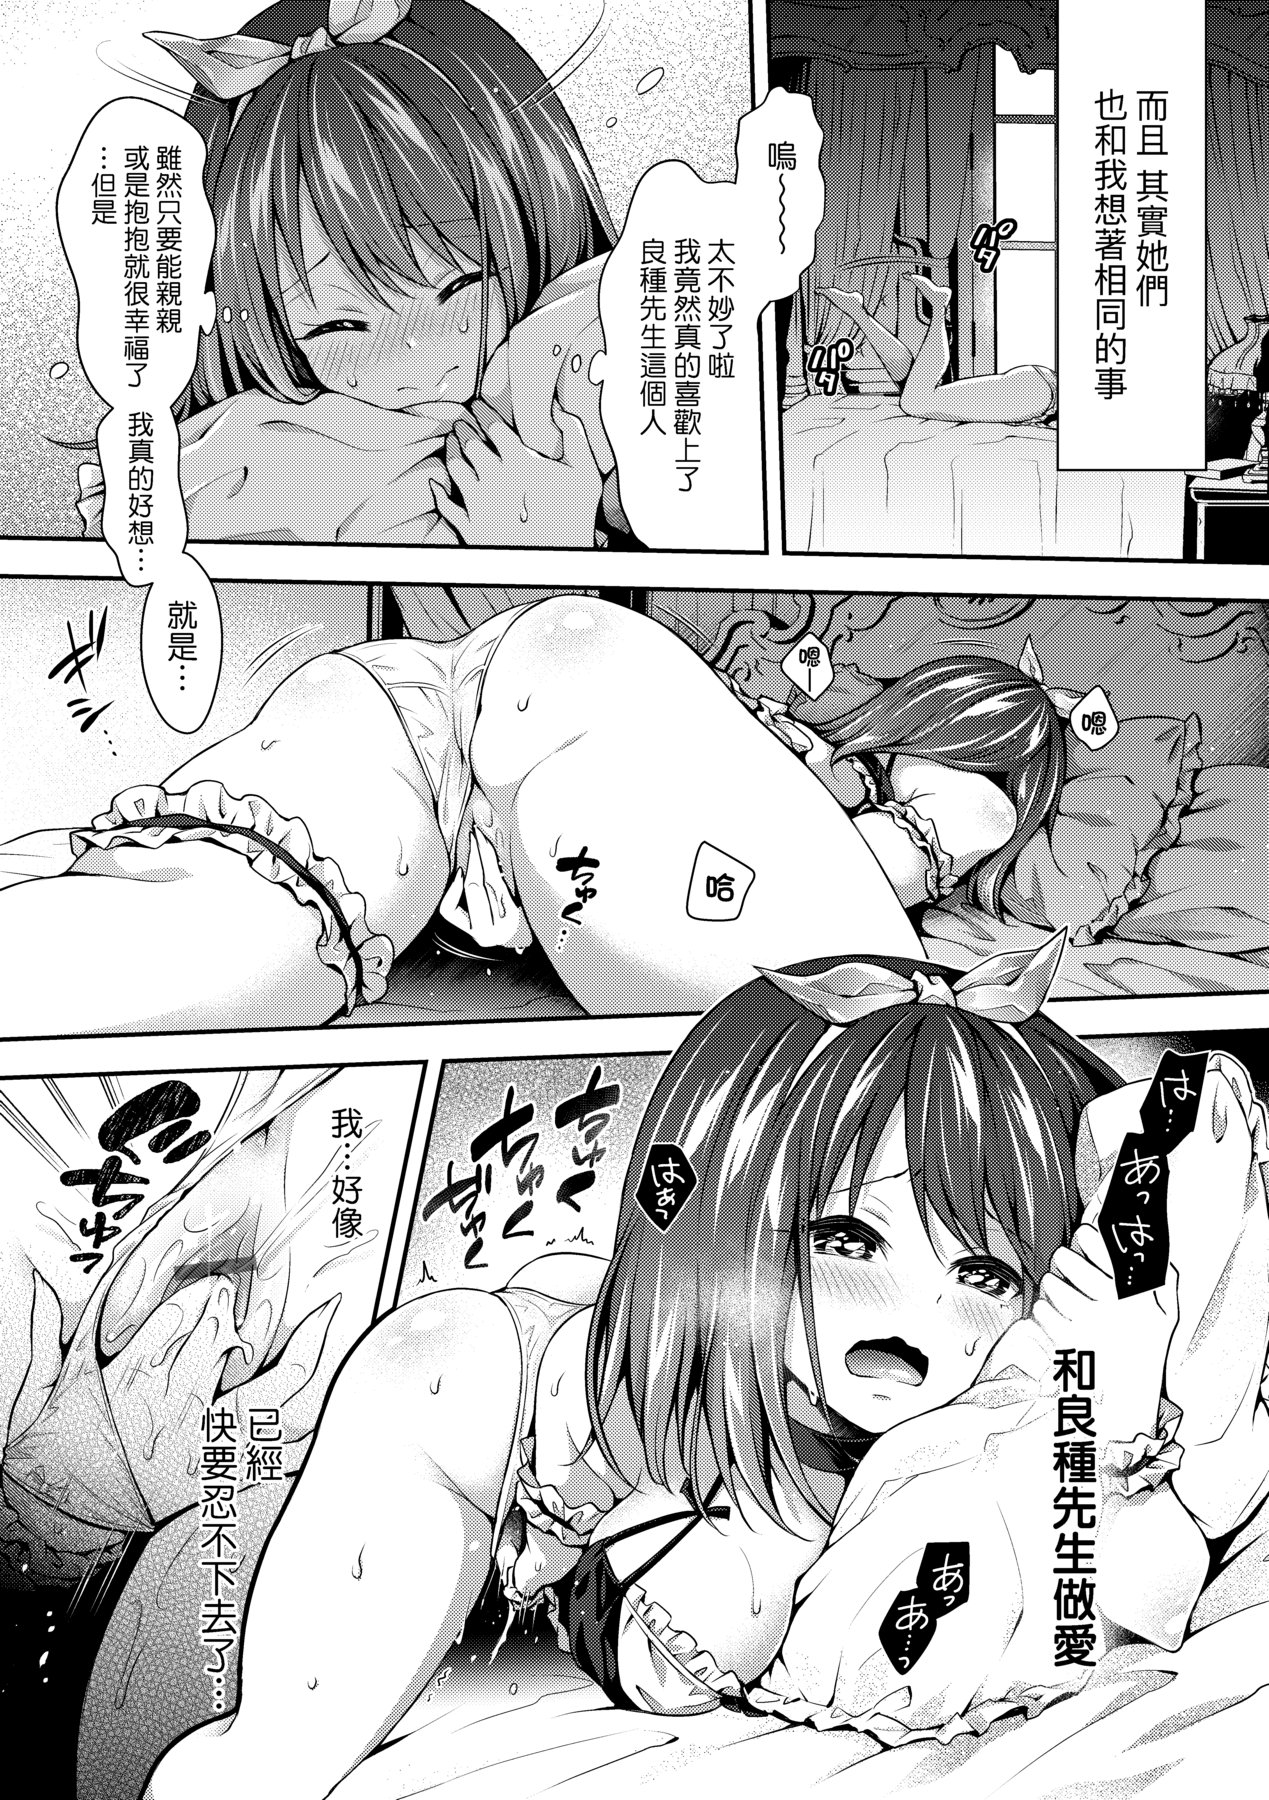 而且 其實她們
也和我想著相同的事
パタ
パタ
嗚～～～～～
太不妙了啦
我竟然真的喜歡上了
良種先生這個人
雖然只要能親親
或是抱抱就很幸福了
…但是
我真的好想…
就是…
嗯
嗯ー
哈
ちゅく…
は…
あっはっ…
はぁっ
ちゅく
ちゅく
我…好像
和良種先生做愛
あっ
あ…っ
已經
快要忍不下去了…